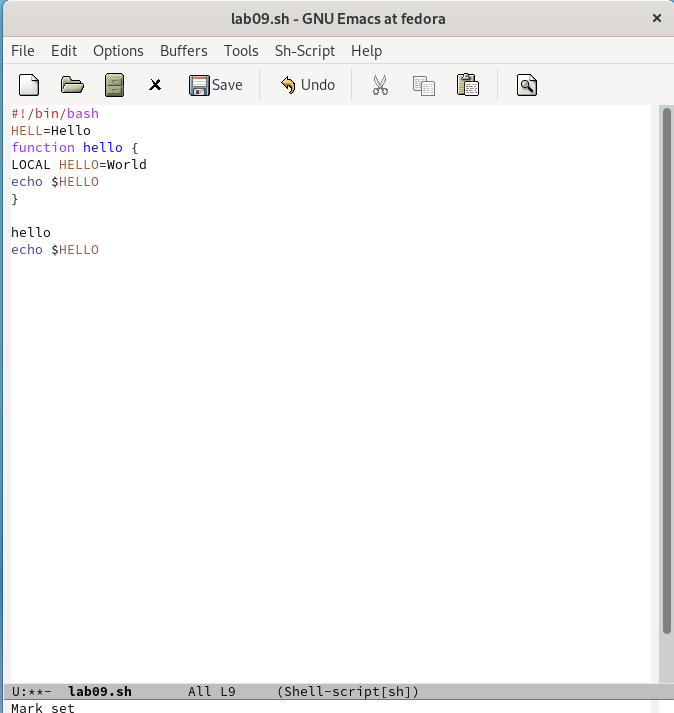 lab09.sh - GNU Emacs at fedora
File Edit Options Buffers Tools Sh-Script Help
Save Undo
#!/bin/bash
HELL=Hello
function hello {
LOCAL HELLO=World
echo $HELLO
}
hello
echo $HELLO
U:**-  lab09.sh       All L9     (Shell-script[sh])
Mark set